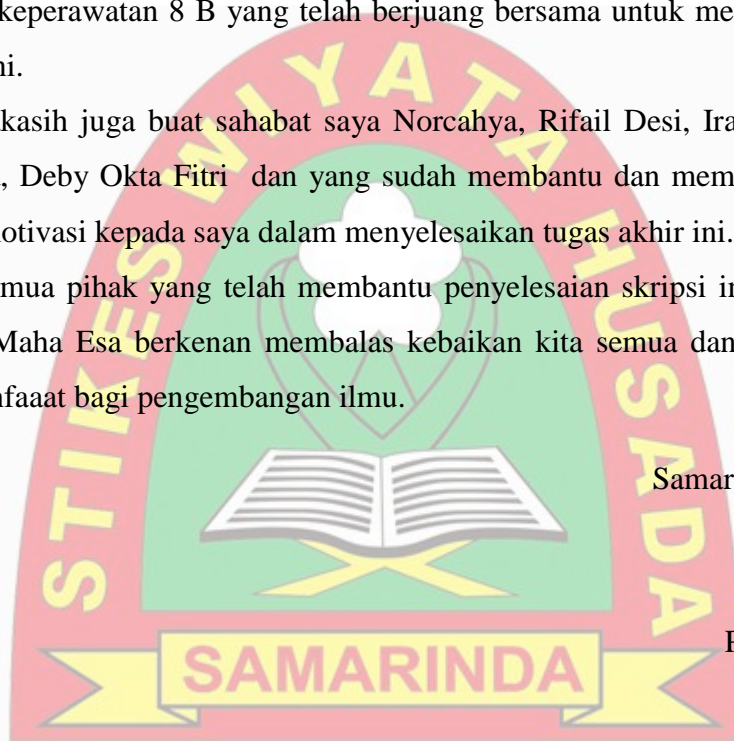 keperawatan 8 B yang telah berjuang bersama untuk me
ni.
kasih juga buat sahabat saya Norcahya, Rifail Desi, Ira
, Deby Okta Fitri dan yang sudah membantu dan mem
otivasi kepada saya dalam menyelesaikan tugas akhir ini.
mua pihak yang telah membantu penyelesaian skripsi in
Maha Esa berkenan membalas kebaikan kita semua dan
nfaaat bagi pengembangan ilmu.
Samar
STIKES WIYATA HUSADA
SAMARINDA